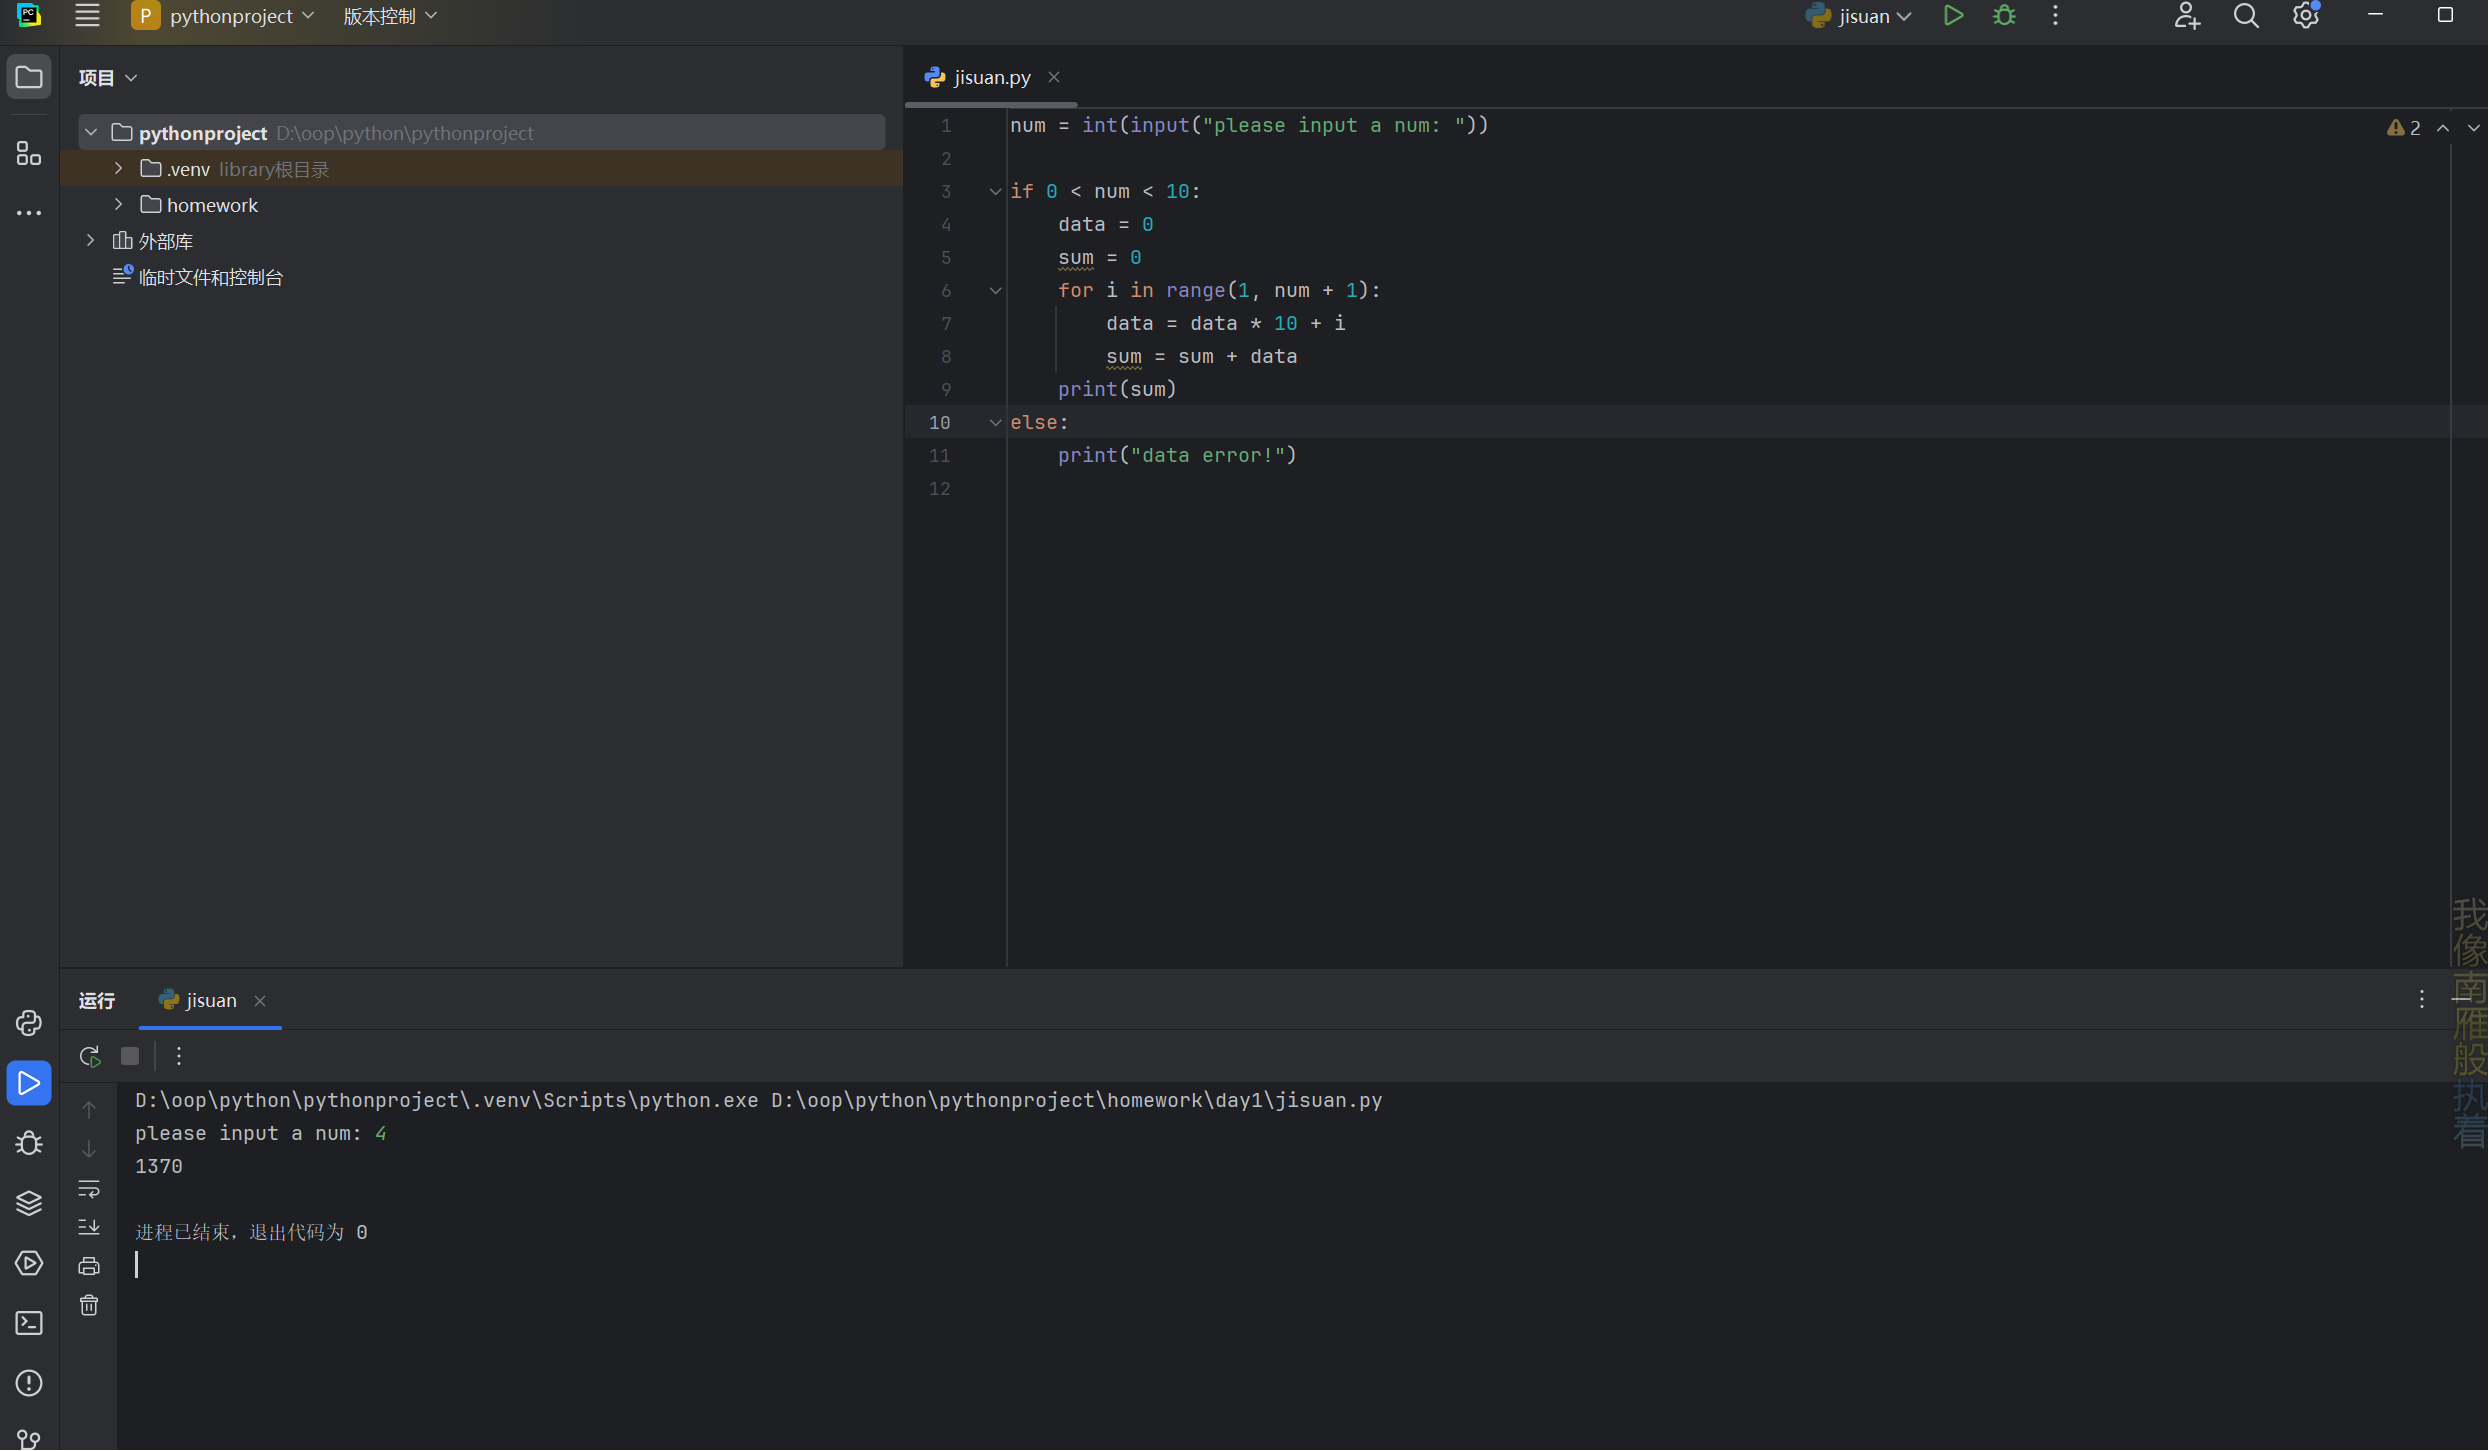 PC
P pythonproject 版本控制 jisuan
项目
pythonproject D:\oop\python\pythonproject
.venv library根目录
homework
外部库
临时文件和控制台
jisuan.py
2
1 num = int(input("please input a num: "))
2
3 if 0 < num < 10:
4     data = 0
5     sum = 0
6     for i in range(1, num + 1):
7         data = data * 10 + i
8         sum = sum + data
9     print(sum)
10 else:
11     print("data error!")
12
运行 jisuan
D:\oop\python\pythonproject\.venv\Scripts\python.exe D:\oop\python\pythonproject\homework\day1\jisuan.py
please input a num: 4
1370
进程已结束，退出代码为 0
我像南雁般执着